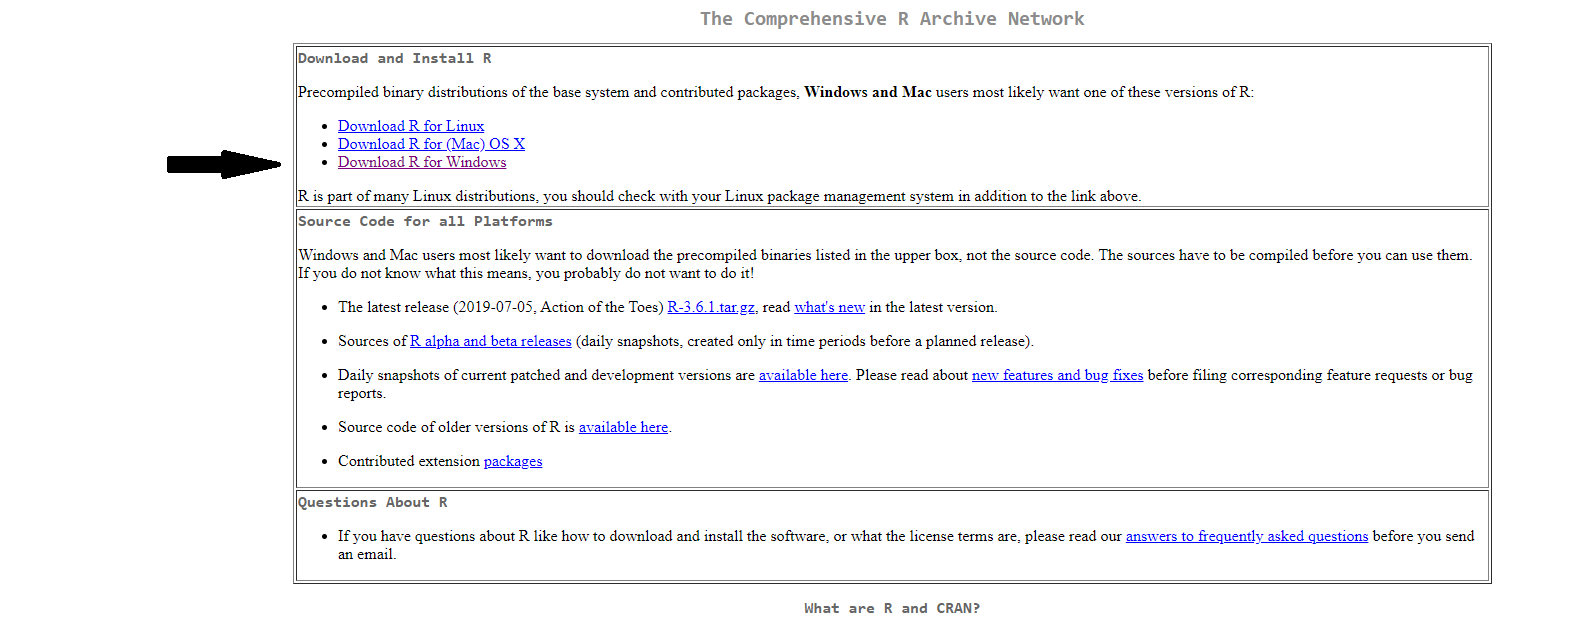 The Comprehensive R Archive Network
Download and Install R
Precompiled binary distributions of the base system and contributed packages, Windows and Mac users most likely want one of these versions of R:
Download R for Linux
Download R for (Mac) OS X
Download R for Windows
R is part of many Linux distributions, you should check with your Linux package management system in addition to the link above.
Source Code for all Platforms
Windows and Mac users most likely want to download the precompiled binaries listed in the upper box, not the source code. The sources have to be compiled before you can use them.
If you do not know what this means, you probably do not want to do it!
The latest release (2019-07-05, Action of the Toes) R-3.6.1.tar.gz, read what's new in the latest version.
Sources of R alpha and beta releases (daily snapshots, created only in time periods before a planned release).
Daily snapshots of current patched and development versions are available here. Please read about new features and bug fixes before filing corresponding feature requests or bug
reports.
Source code of older versions of R is available here.
Contributed extension packages
Questions About R
If you have questions about R like how to download and install the software, or what the license terms are, please read our answers to frequently asked questions before you send
an email.
What are R and CRAN?